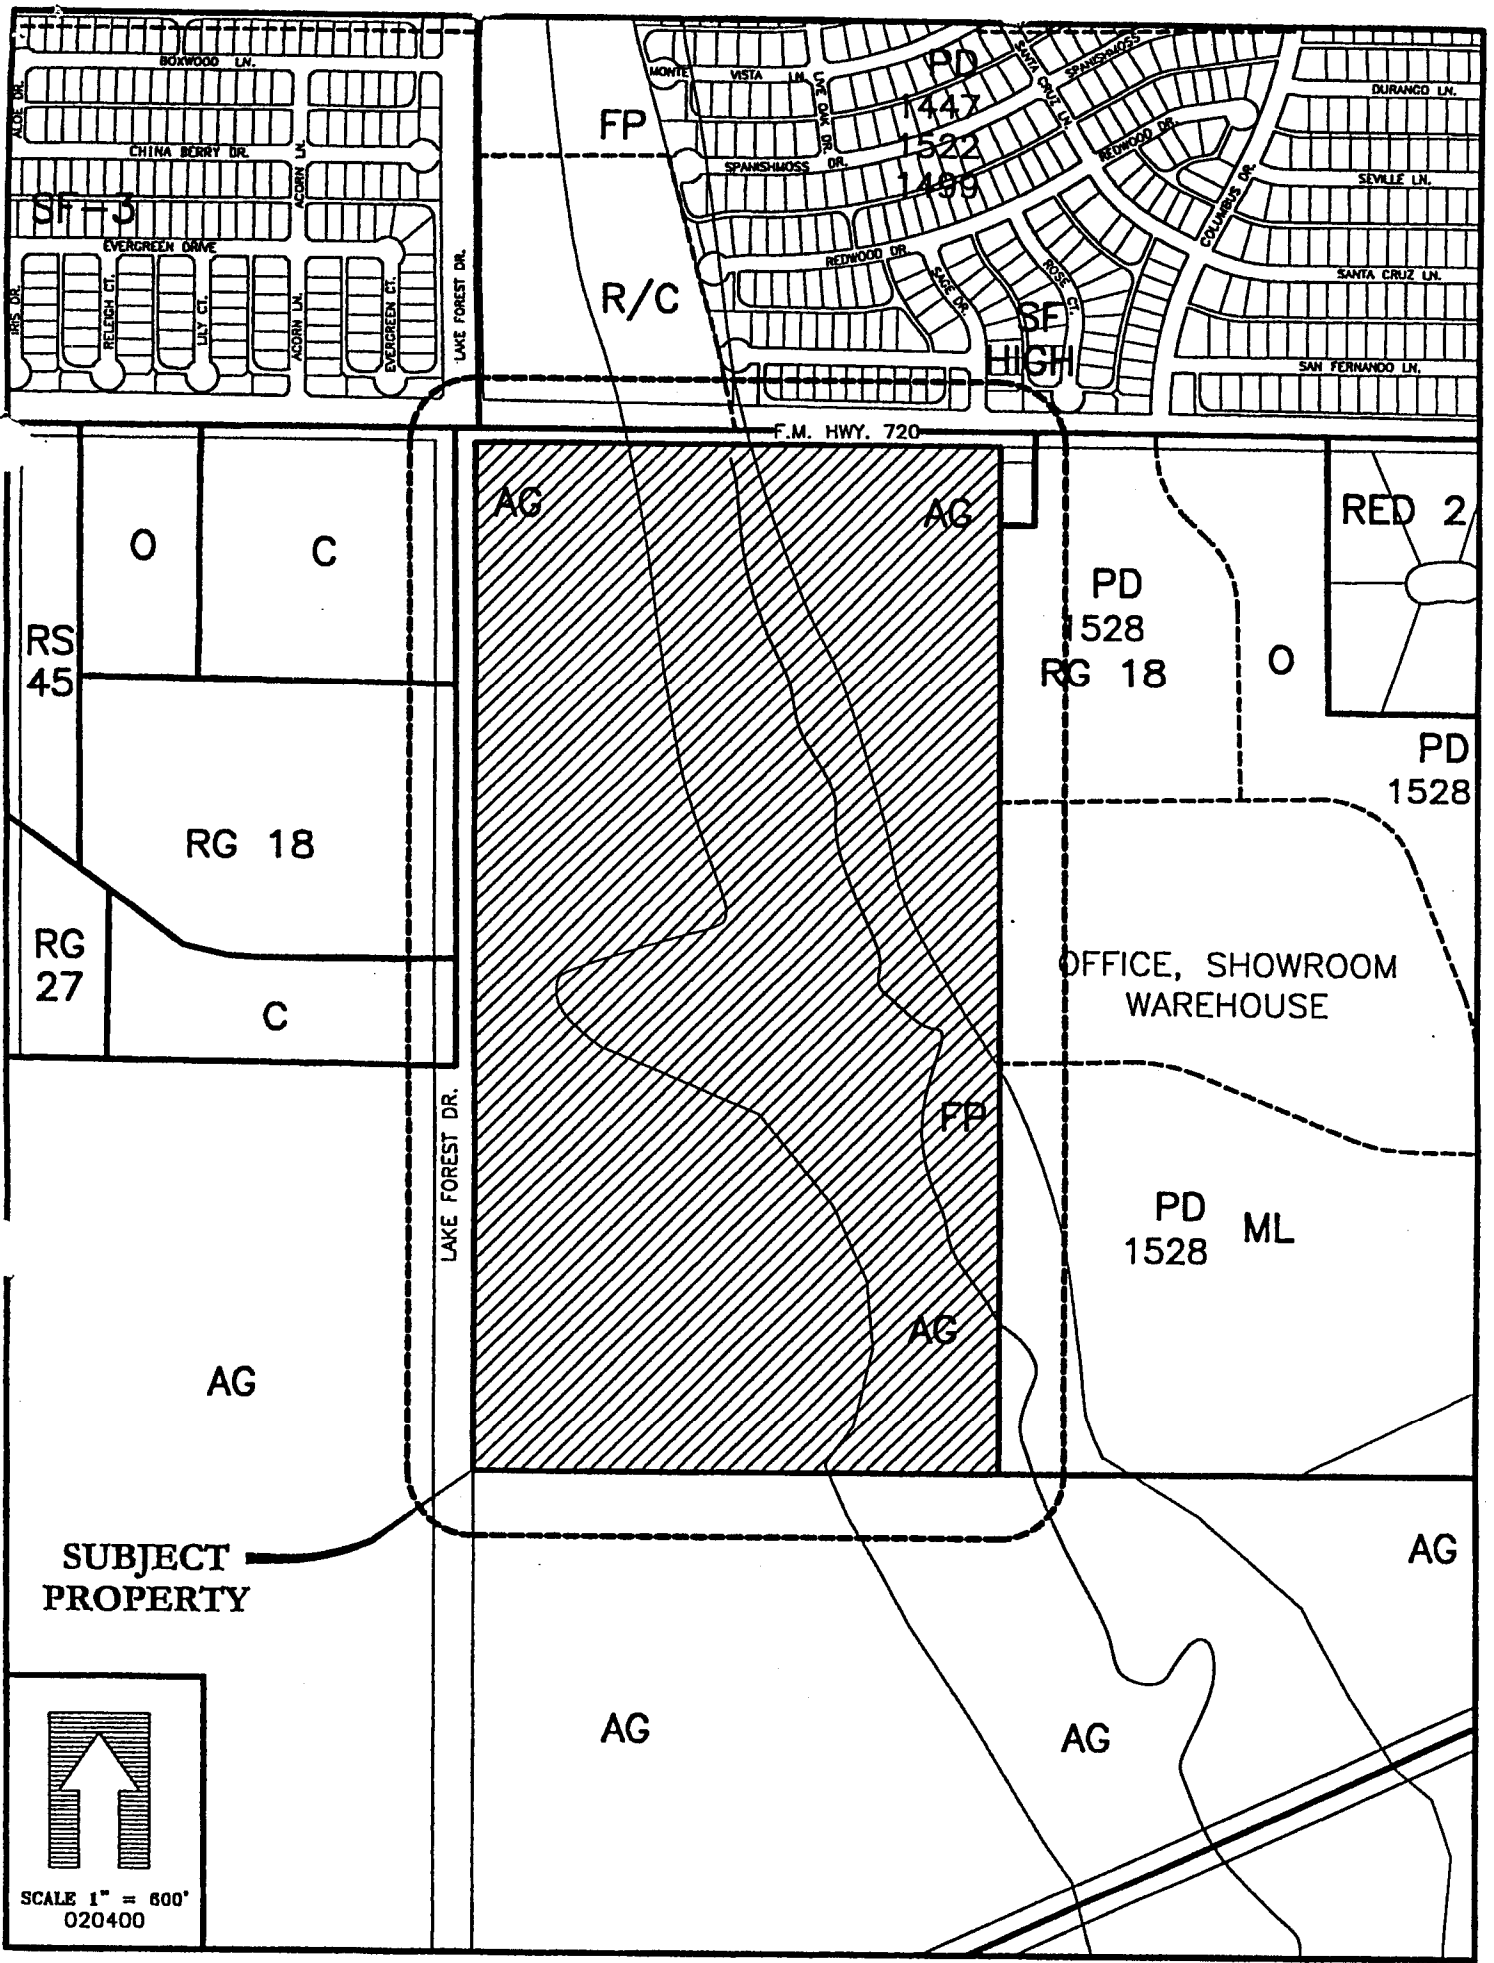 BOXWOOD LN.
ALOE DR.
CHINA BERRY DR.
ACORN LN.
SF-3
EVERGREEN DRIVE
RELEIGH CT.
LILY CT.
ACORN LN.
EVERGREEN CT.
LAKE FOREST DR.
FP
R/C
MONTE VISTA LN.
LIVE OAK DR.
SPANISHMOSS DR.
PD
1447
1522
1499
SANTA CRUZ LN.
SPANISHMOSS
REDWOOD DR.
REDWOOD DR.
SAGE DR.
ROSE CT.
SF
HIGH
COLUMBUS DR.
DURANGO LN.
SEVILLE LN.
SANTA CRUZ LN.
SAN FERNANDO LN.
F.M. HWY. 720
O
C
RS
45
RG 18
RG
27
C
AG
AG
PD
1528
RG 18
O
RED 2
PD
1528
OFFICE, SHOWROOM
WAREHOUSE
FP
LAKE FOREST DR.
PD
1528
ML
AG
AG
SUBJECT
PROPERTY
AG
AG
AG
SCALE 1" = 600'
020400